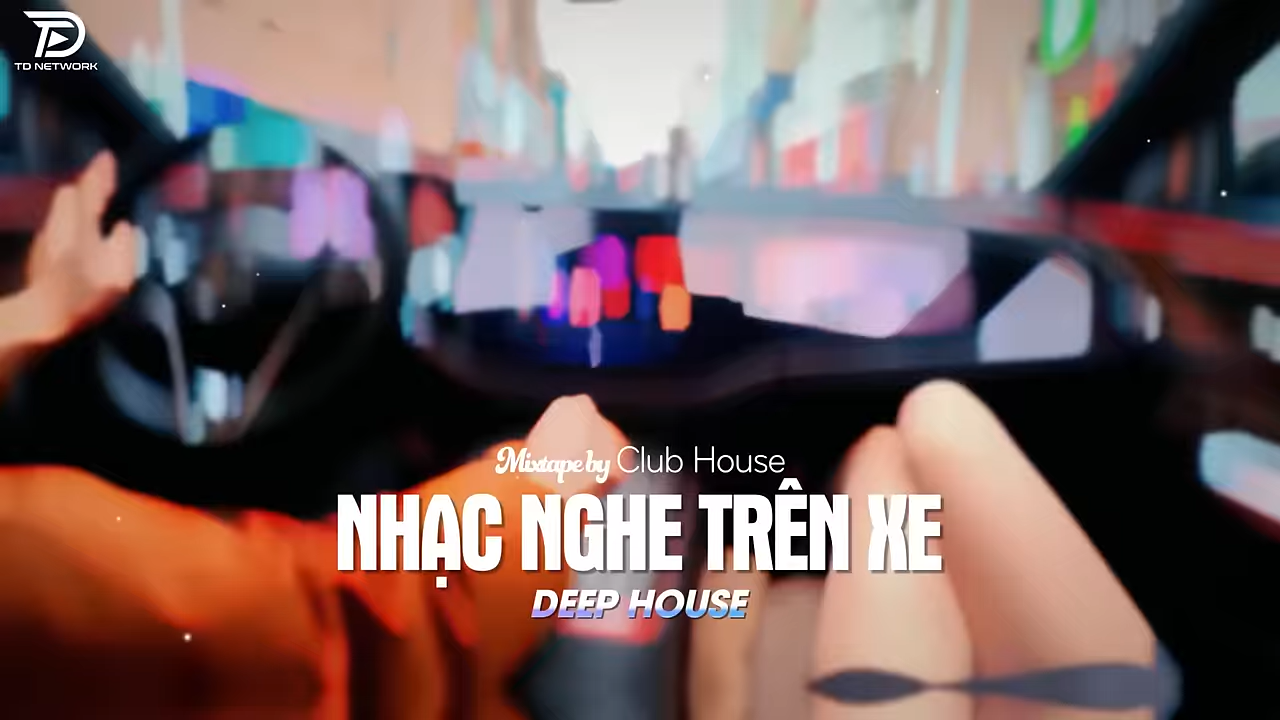 TD NETWORK
Mixtape by Club House
NHẠC NGHE TRÊN XE
DEEP HOUSE